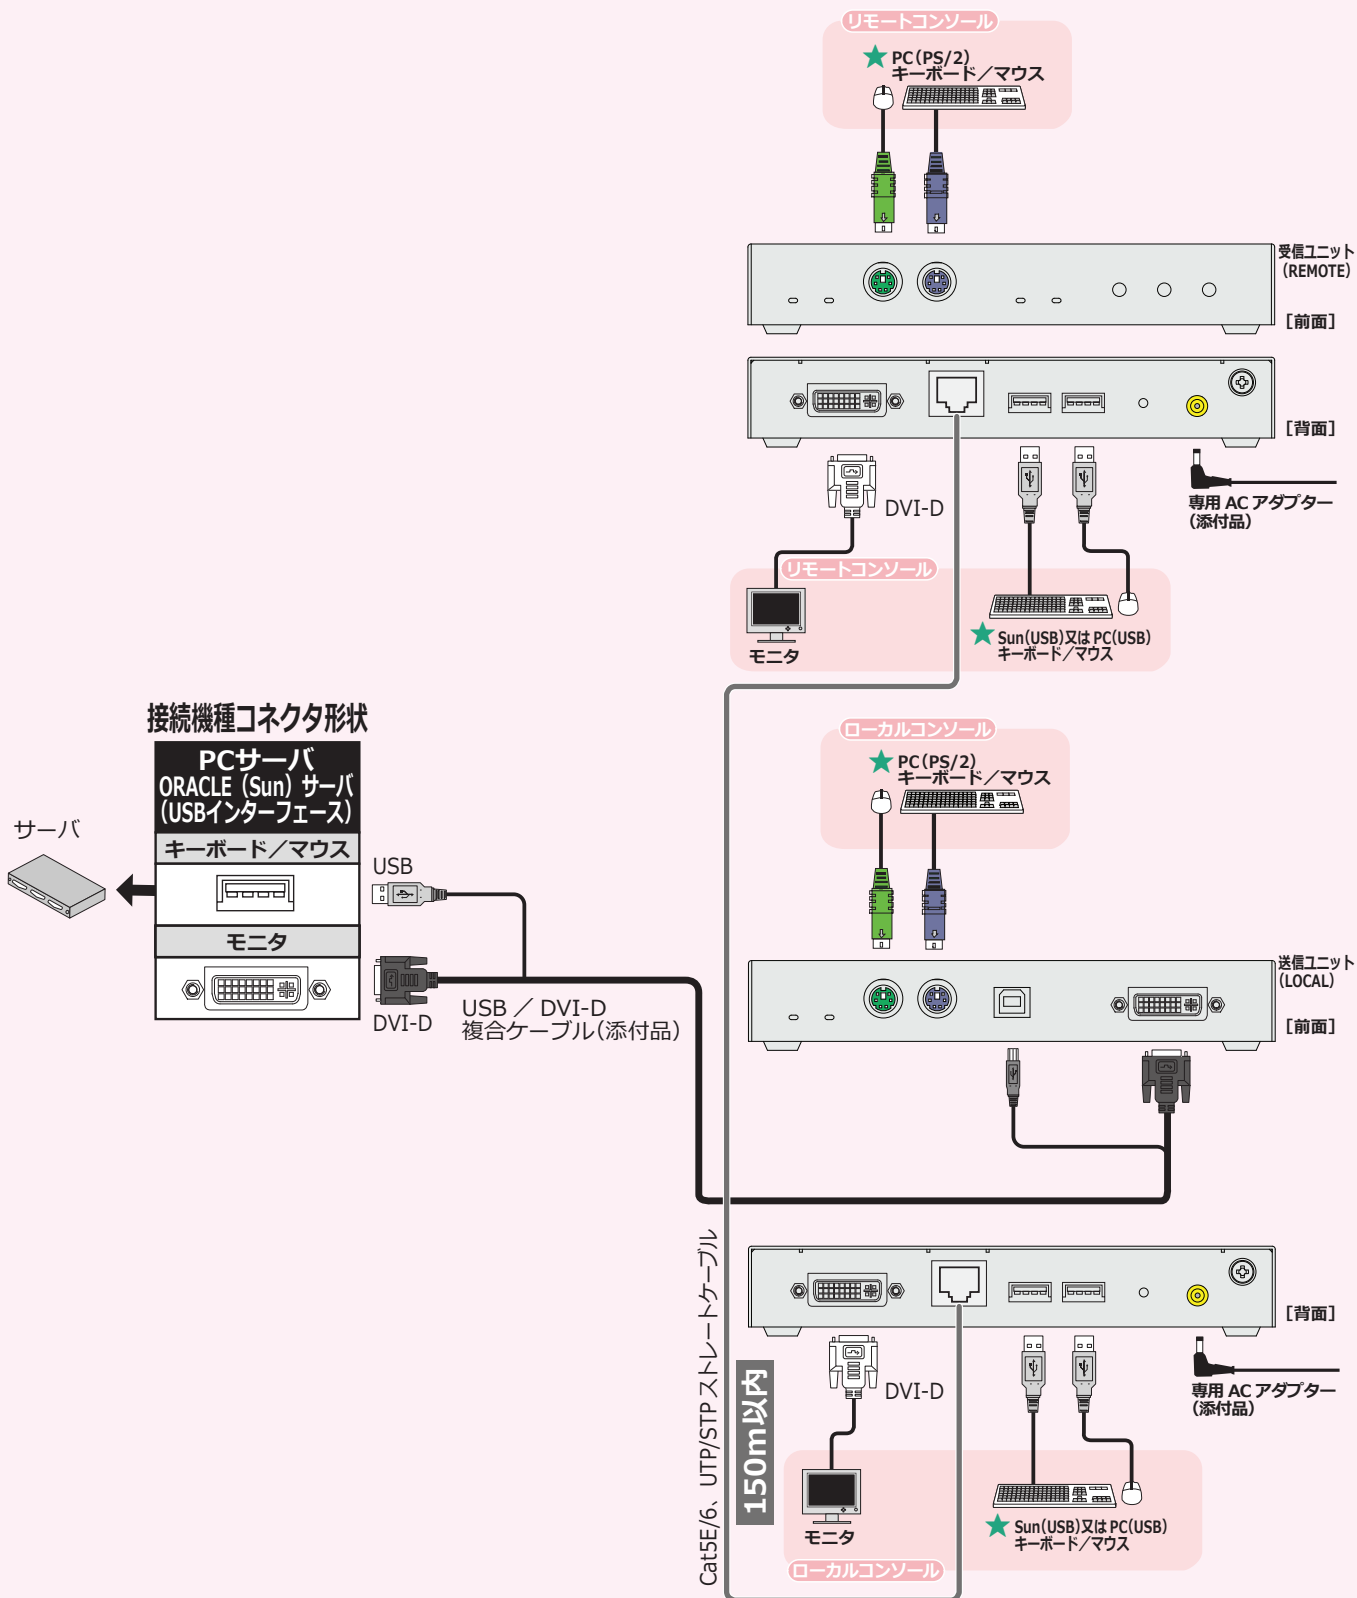 リモートコンソール
PC(PS/2)
キーボード／マウス
受信ユニット
(REMOTE)
[前面]
[背面]
DVI-D
専用 AC アダプター
(添付品)
リモートコンソール
モニタ
Sun(USB)又は PC(USB)
キーボード／マウス
接続機種コネクタ形状
PCサーバ
ORACLE (Sun) サーバ
(USBインターフェース)
サーバ
キーボード／マウス
USB
モニタ
DVI-D
USB ／ DVI-D
複合ケーブル(添付品)
ローカルコンソール
PC(PS/2)
キーボード／マウス
送信ユニット
(LOCAL)
[前面]
[背面]
Cat5E/6、UTP/STP ストレートケーブル
150m以内
DVI-D
専用 AC アダプター
(添付品)
モニタ
Sun(USB)又は PC(USB)
キーボード／マウス
ローカルコンソール